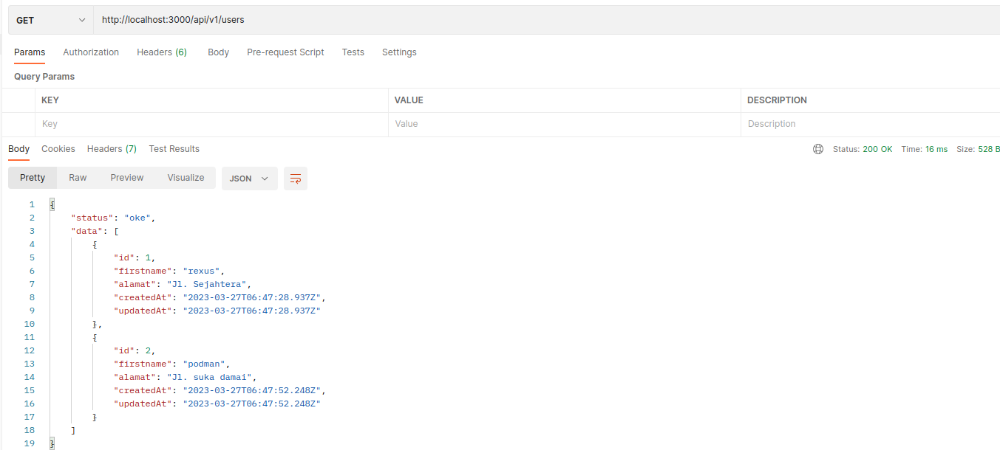 GET http://localhost:3000/api/v1/users
Params Authorization Headers (6) Body Pre-request Script Tests Settings
Query Params
KEY VALUE DESCRIPTION
Key Value Description
Body Cookies Headers (7) Test Results Status: 200 OK Time: 16 ms Size: 528 B
Pretty Raw Preview Visualize JSON
1 {
2 "status": "oke",
3 "data": [
4 {
5 "id": 1,
6 "firstname": "rexus",
7 "alamat": "Jl. Sejahtera",
8 "createdAt": "2023-03-27T06:47:28.937Z",
9 "updatedAt": "2023-03-27T06:47:28.937Z"
10 },
11 {
12 "id": 2,
13 "firstname": "podman",
14 "alamat": "Jl. suka damai",
15 "createdAt": "2023-03-27T06:47:52.248Z",
16 "updatedAt": "2023-03-27T06:47:52.248Z"
17 }
18 ]
19 }